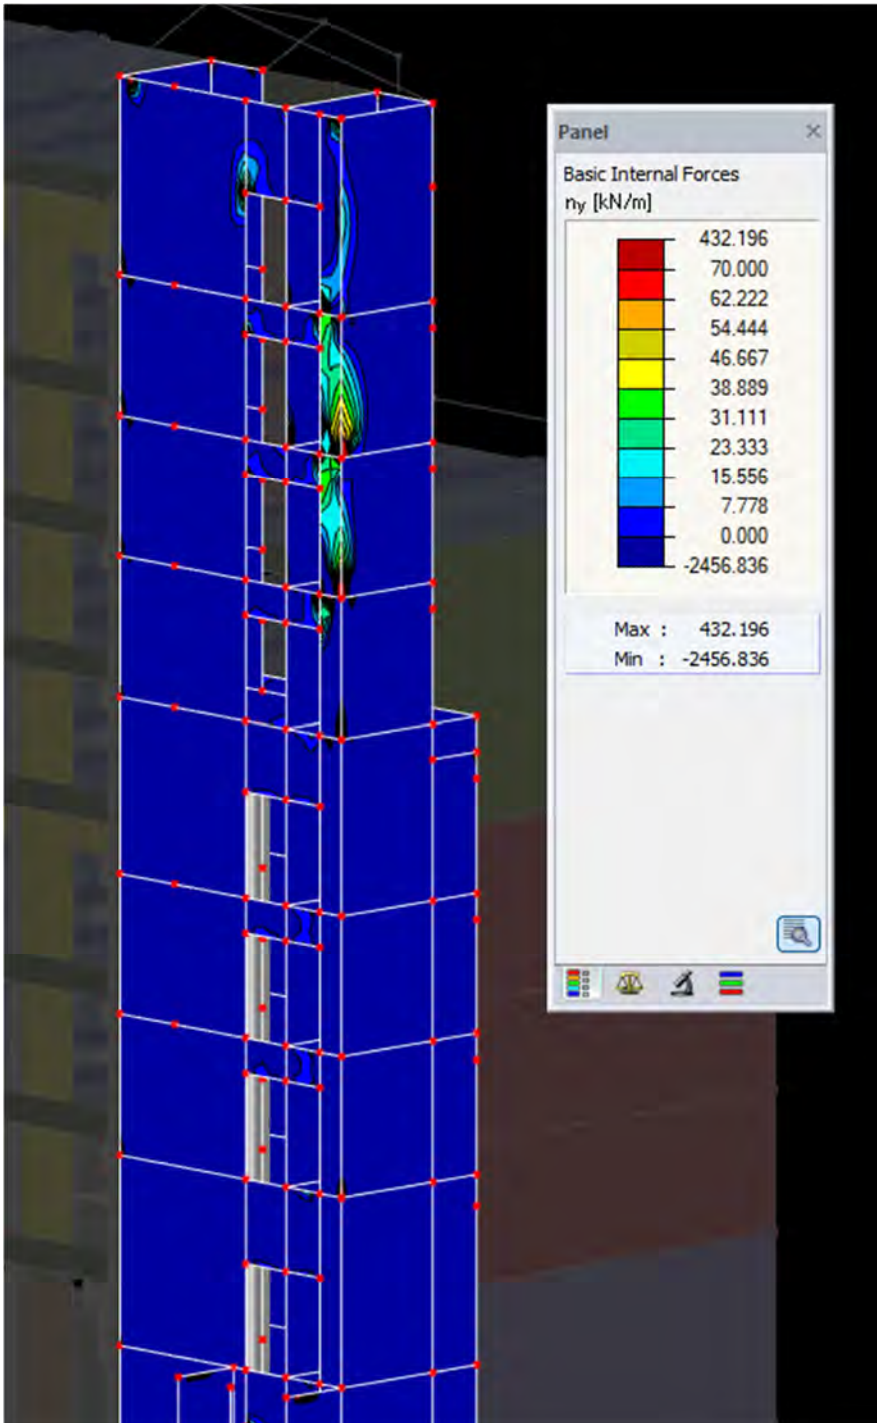 Panel ×
Basic Internal Forces
ny [kN/m]
432.196
70.000
62.222
54.444
46.667
38.889
31.111
23.333
15.556
7.778
0.000
-2456.836
Max : 432.196
Min : -2456.836